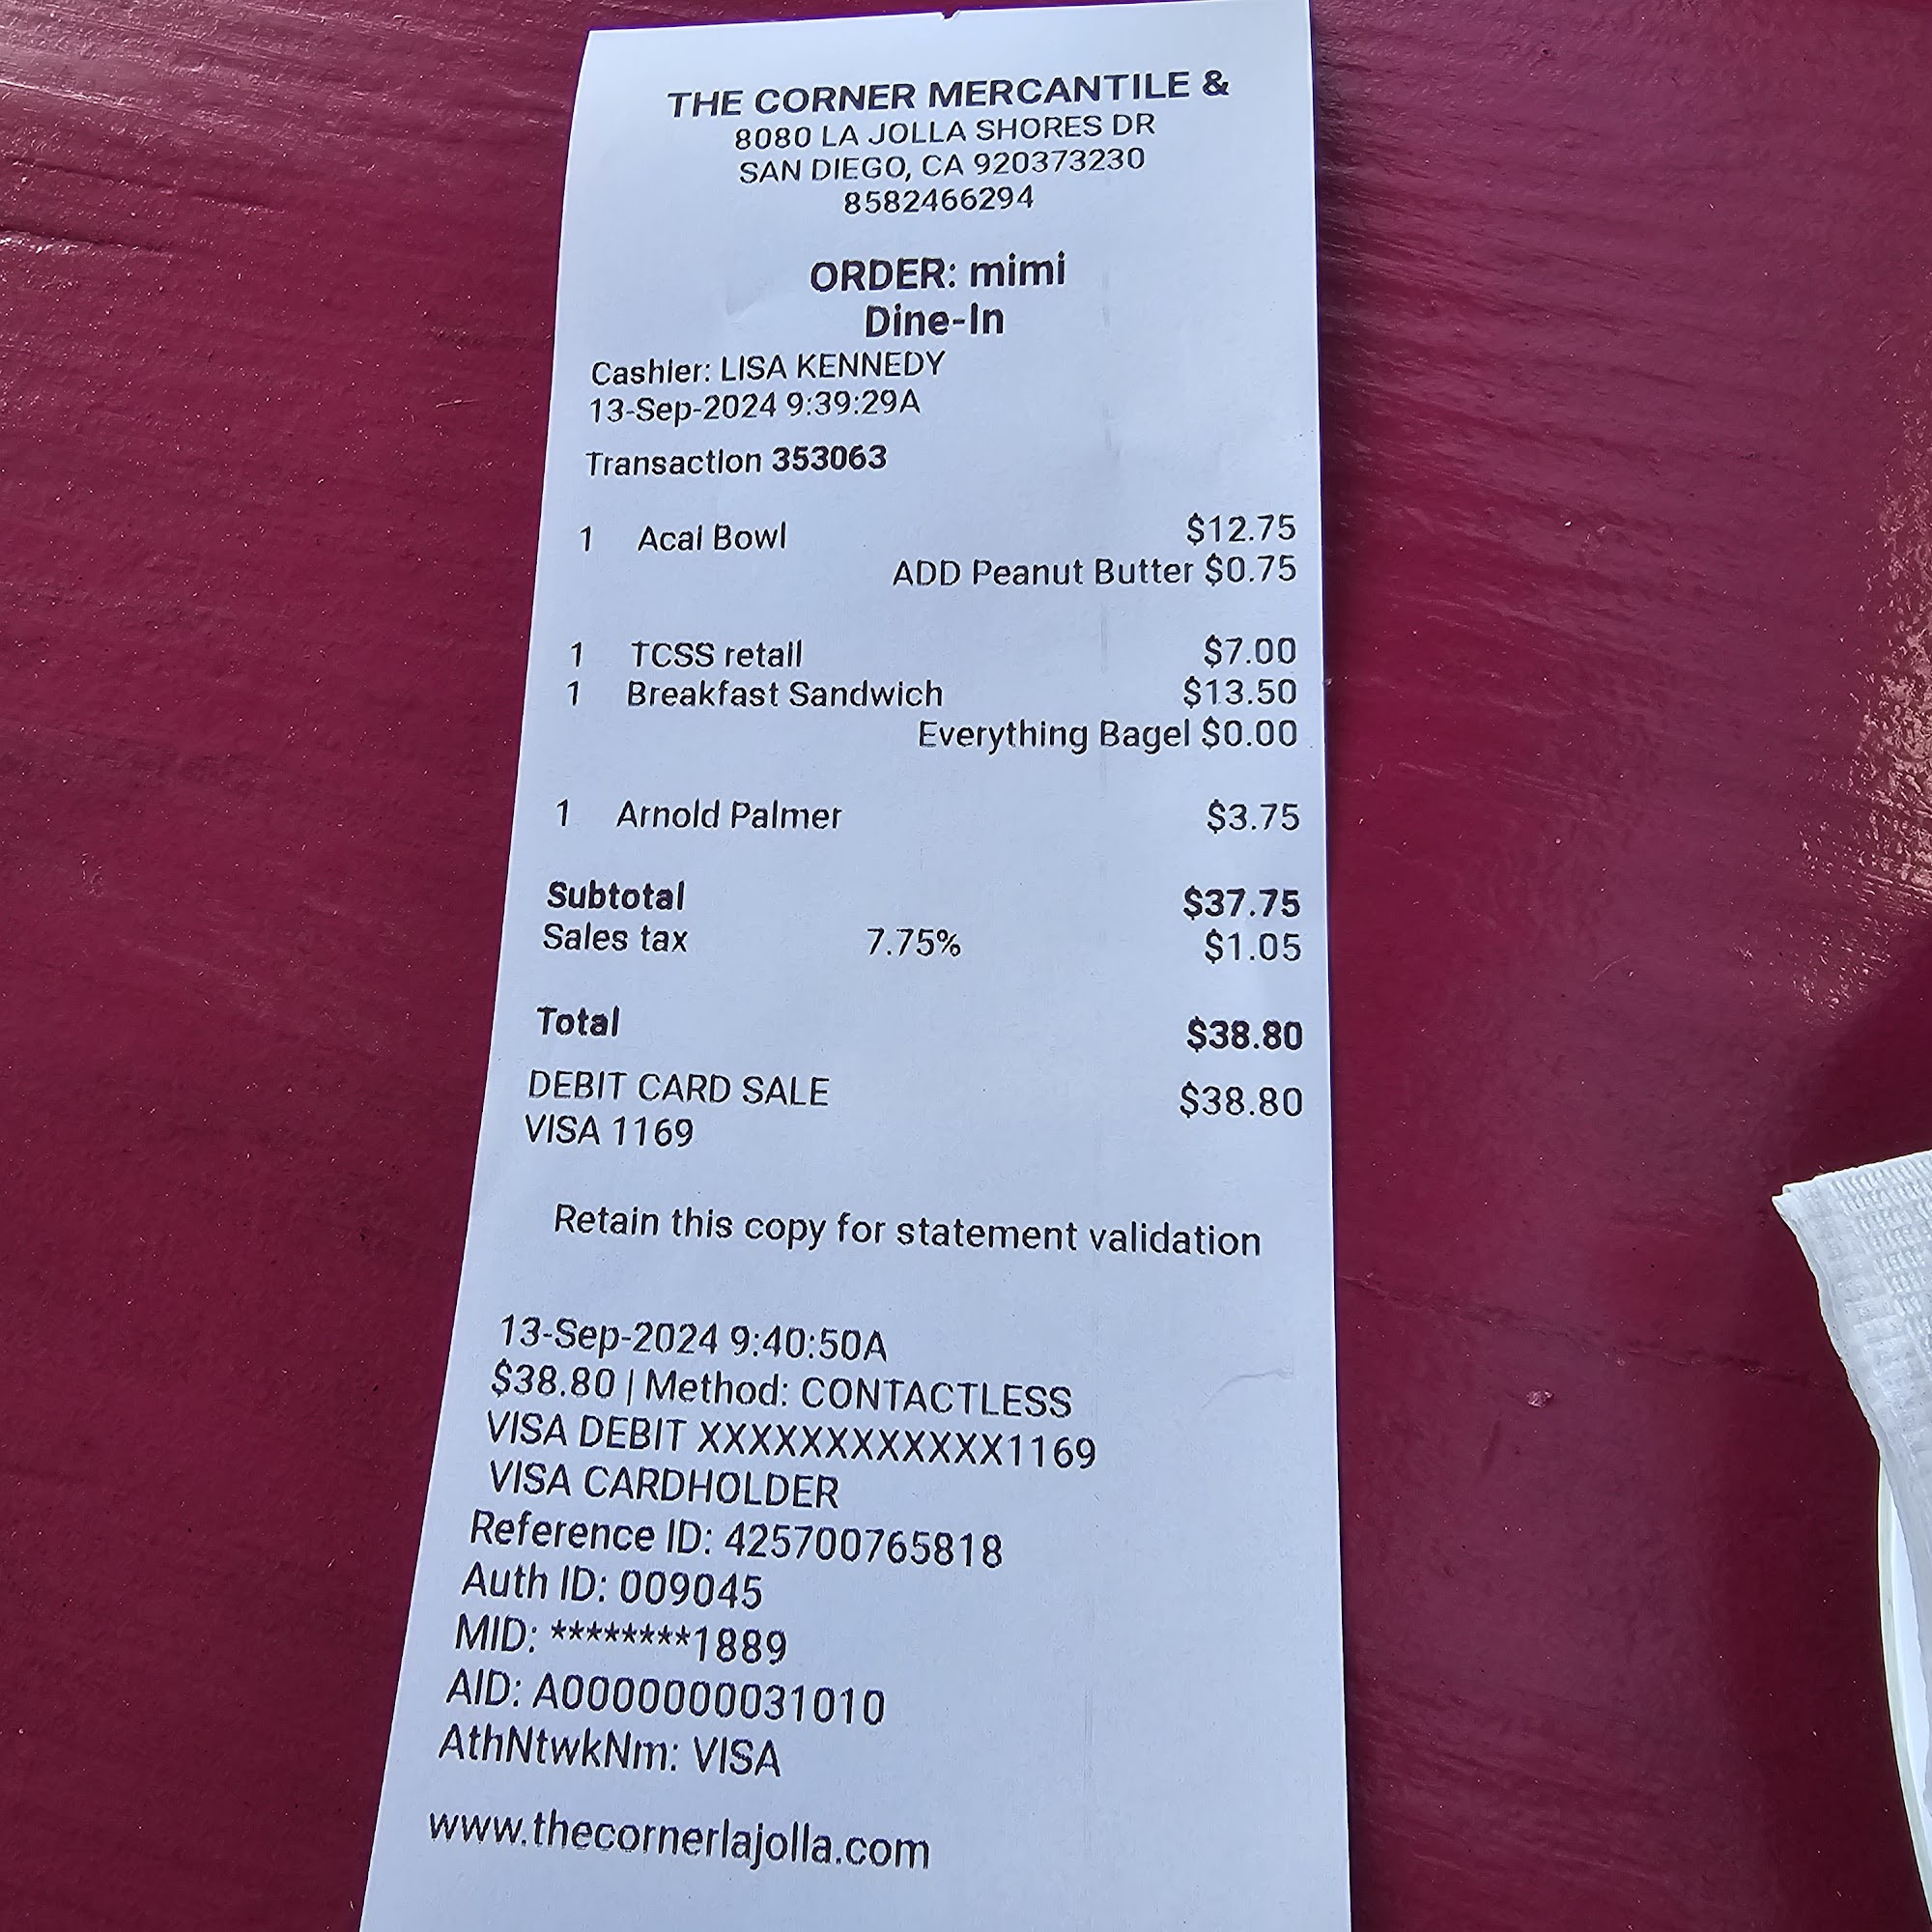 THE CORNER MERCANTILE &
8080 LA JOLLA SHORES DR
SAN DIEGO, CA 920373230
8582466294
ORDER: mimi
Dine-In
Cashier: LISA KENNEDY
13-Sep-2024 9:39:29A
Transaction 353063
1 Acai Bowl $12.75
ADD Peanut Butter $0.75
1 TCSS retail $7.00
1 Breakfast Sandwich $13.50
Everything Bagel $0.00
1 Arnold Palmer $3.75
Subtotal $37.75
Sales tax 7.75% $1.05
Total $38.80
DEBIT CARD SALE $38.80
VISA 1169
Retain this copy for statement validation
13-Sep-2024 9:40:50A
$38.80 | Method: CONTACTLESS
VISA DEBIT XXXXXXXXXXXX1169
VISA CARDHOLDER
Reference ID: 425700765818
Auth ID: 009045
MID: ********1889
AID: A0000000031010
AthNtwkNm: VISA
www.thecornerlajolla.com